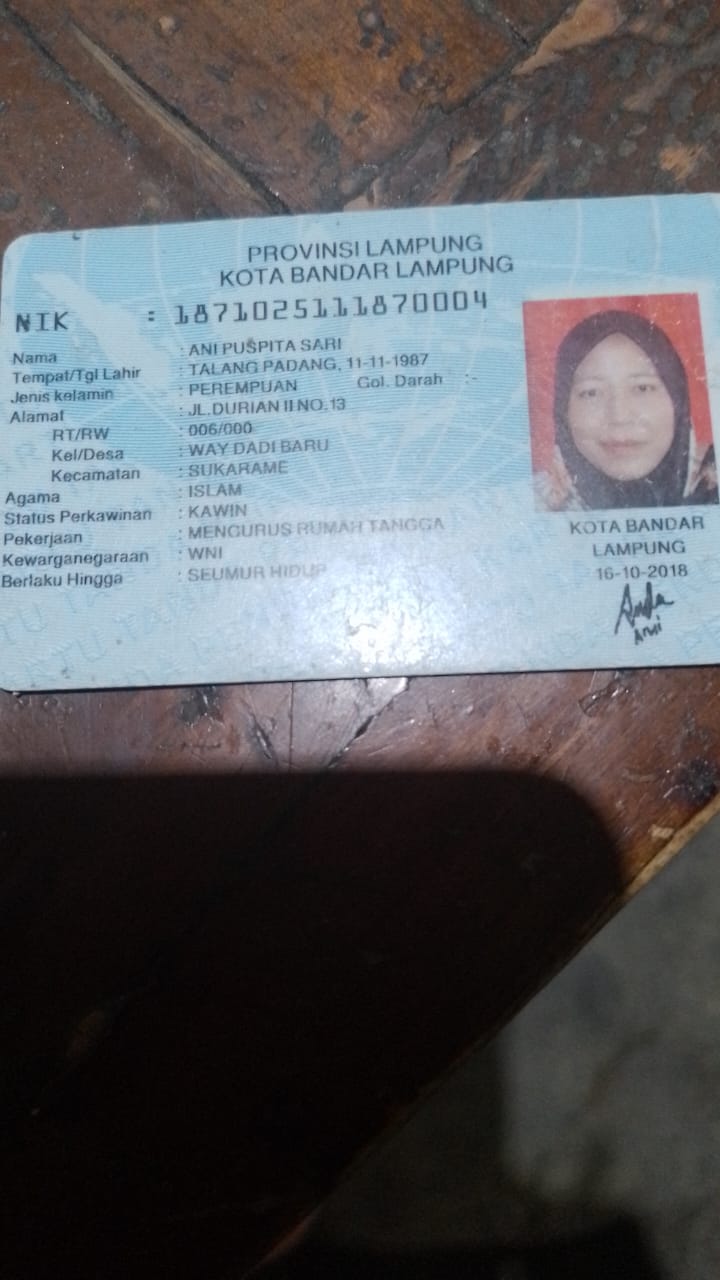 PROVINSI LAMPUNG
KOTA BANDAR LAMPUNG
NIK : 1871025111870004
Nama : ANI PUSPITA SARI
Tempat/Tgl Lahir : TALANG PADANG, 11-11-1987
Jenis kelamin : PEREMPUAN Gol. Darah :-
Alamat : JL.DURIAN II NO.13
RT/RW : 006/000
Kel/Desa : WAY DADI BARU
Kecamatan : SUKARAME
Agama : ISLAM
Status Perkawinan : KAWIN
Pekerjaan : MENGURUS RUMAH TANGGA
Kewarganegaraan : WNI
Berlaku Hingga : SEUMUR HIDUP
KOTA BANDAR
LAMPUNG
16-10-2018